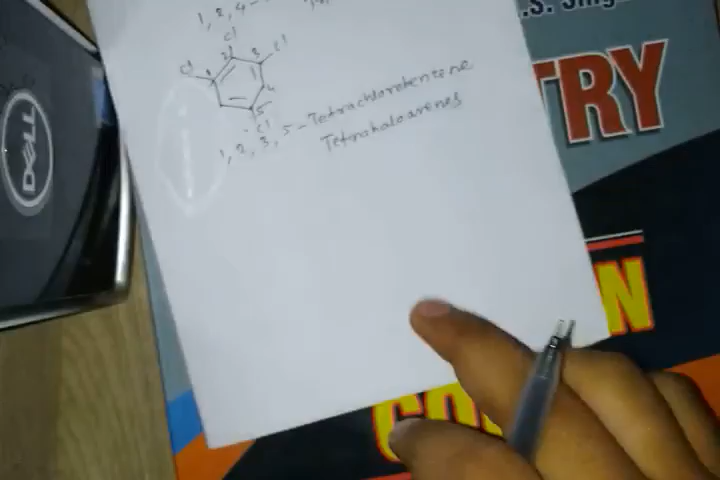 1, 2, 4 -
Cl
Cl 1 2 3 Cl
4
5
Cl
1, 2, 3, 5 - Tetrachlorobenzene
Tetrahaloarenes
DELL
.S.
TRY
N